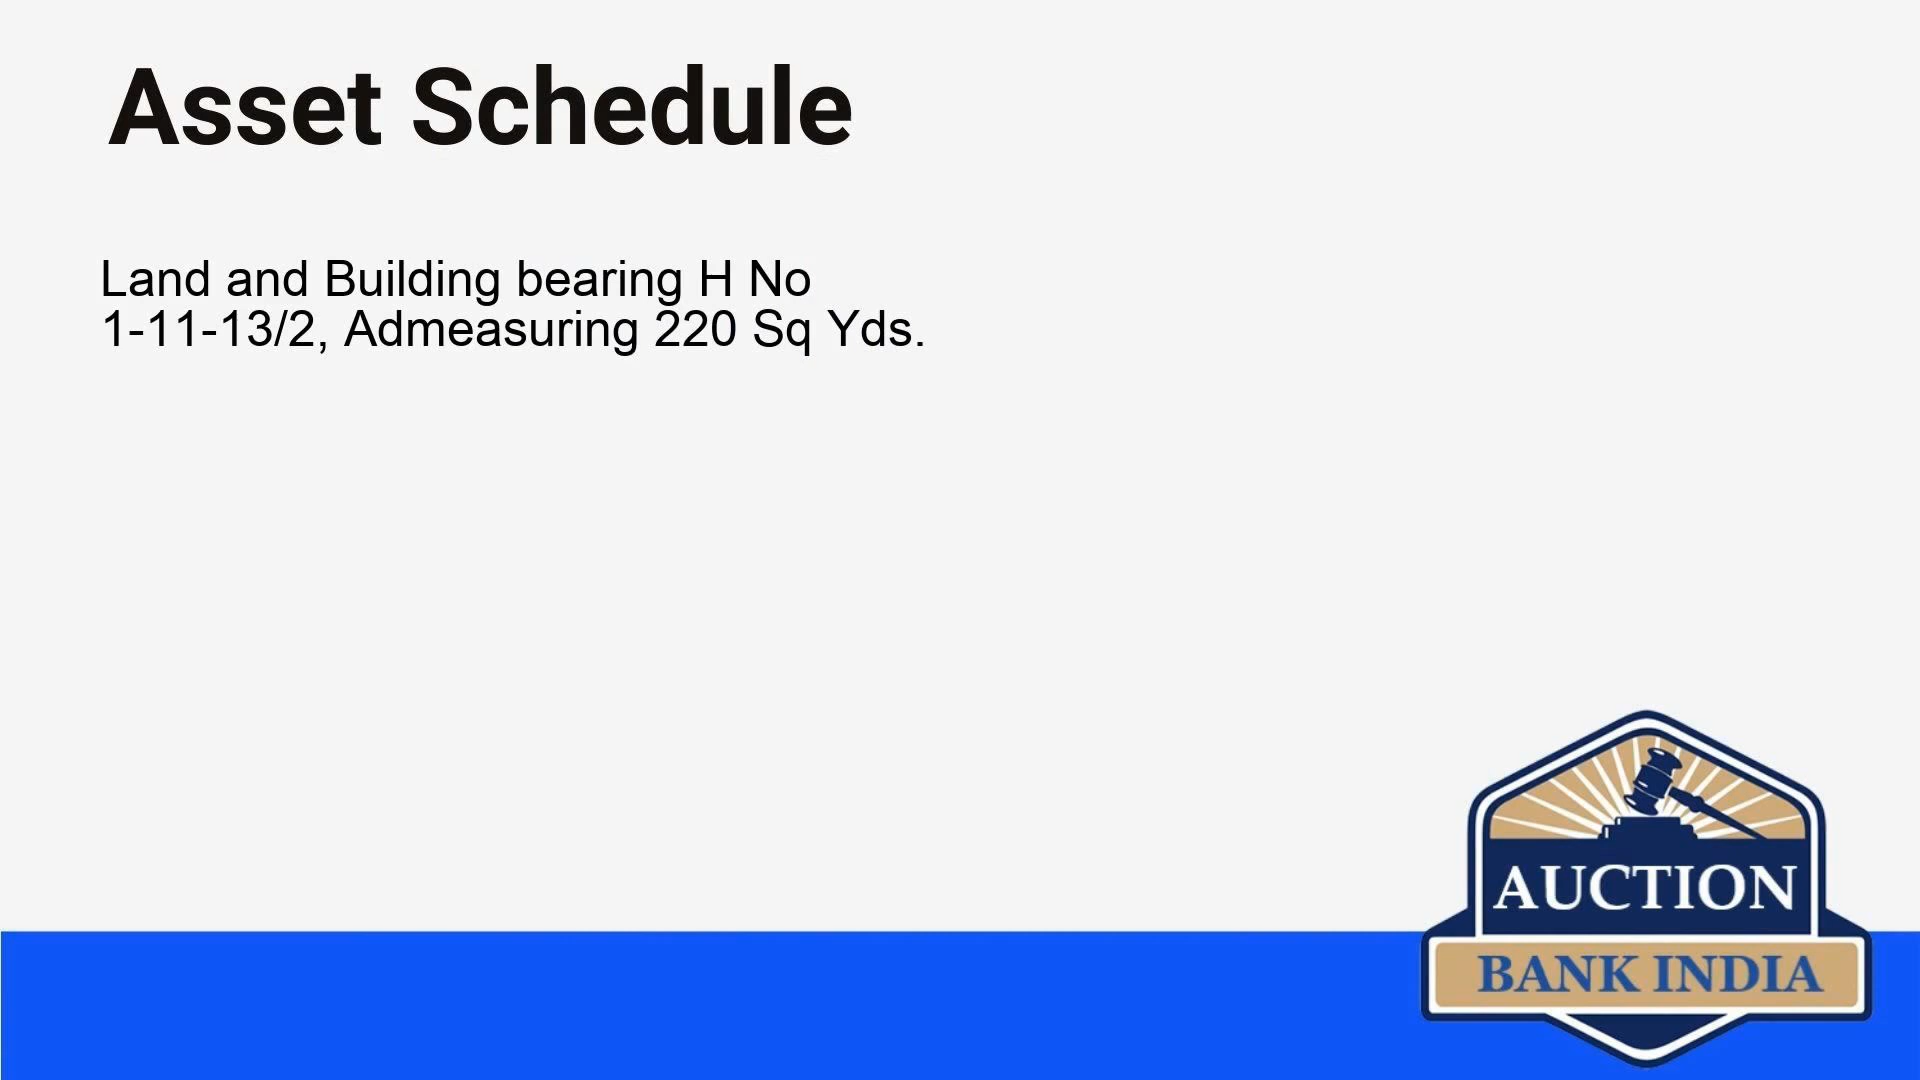 Asset Schedule
Land and Building bearing H No
1-11-13/2, Admeasuring 220 Sq Yds.
AUCTION
BANK INDIA